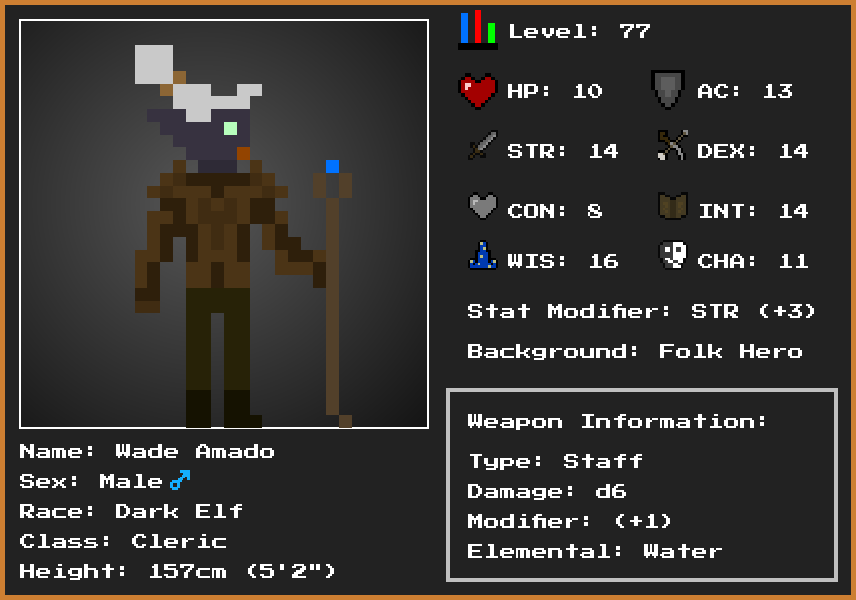 Level: 77
HP: 10 AC: 13
STR: 14 DEX: 14
CON: 8 INT: 14
WIS: 16 CHA: 11
Stat Modifier: STR (+3)
Background: Folk Hero
Weapon Information:
Type: Staff
Damage: d6
Modifier: (+1)
Elemental: Water
Name: Wade Amado
Sex: Male ♂
Race: Dark Elf
Class: Cleric
Height: 157cm (5'2")